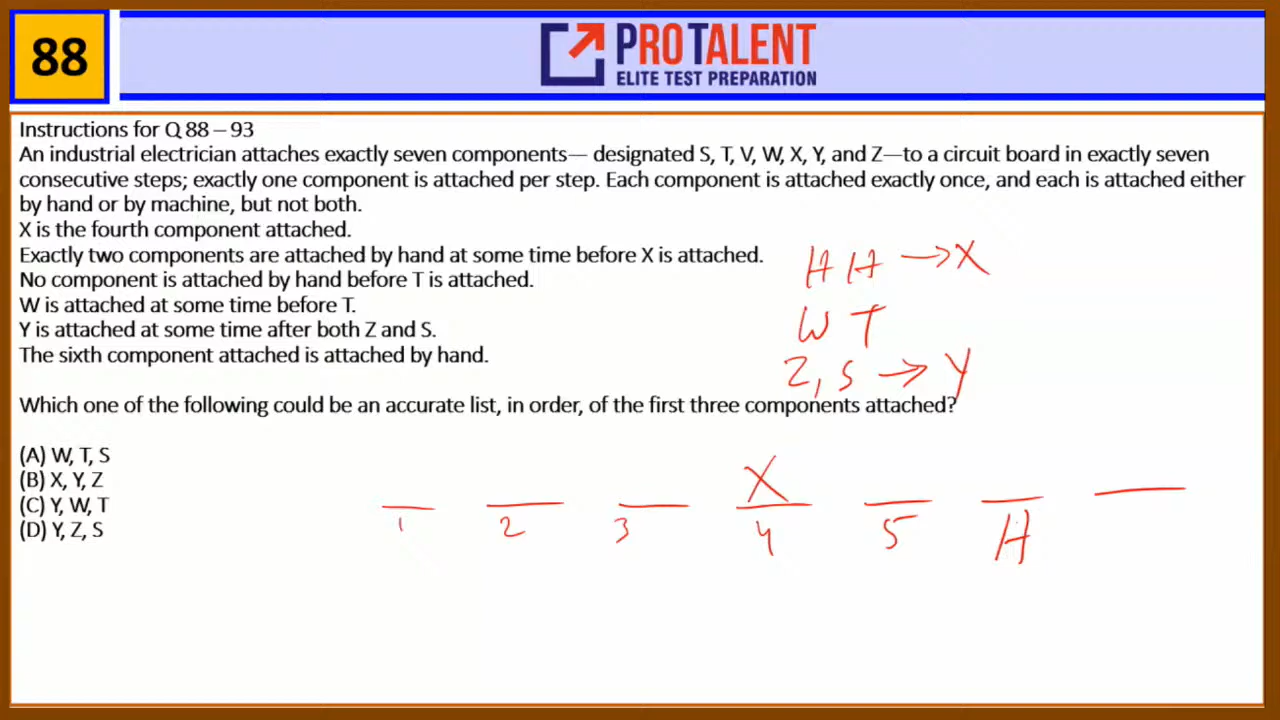 88
PROTALENT
ELITE TEST PREPARATION
Instructions for Q 88 – 93
An industrial electrician attaches exactly seven components— designated S, T, V, W, X, Y, and Z—to a circuit board in exactly seven
consecutive steps; exactly one component is attached per step. Each component is attached exactly once, and each is attached either
by hand or by machine, but not both.
X is the fourth component attached.
Exactly two components are attached by hand at some time before X is attached.
No component is attached by hand before T is attached.
W is attached at some time before T.
Y is attached at some time after both Z and S.
The sixth component attached is attached by hand.
H H → X
W T
Z, S → Y
Which one of the following could be an accurate list, in order, of the first three components attached?
(A) W, T, S
(B) X, Y, Z
(C) Y, W, T
(D) Y, Z, S
X
1 2 3 4 5 H